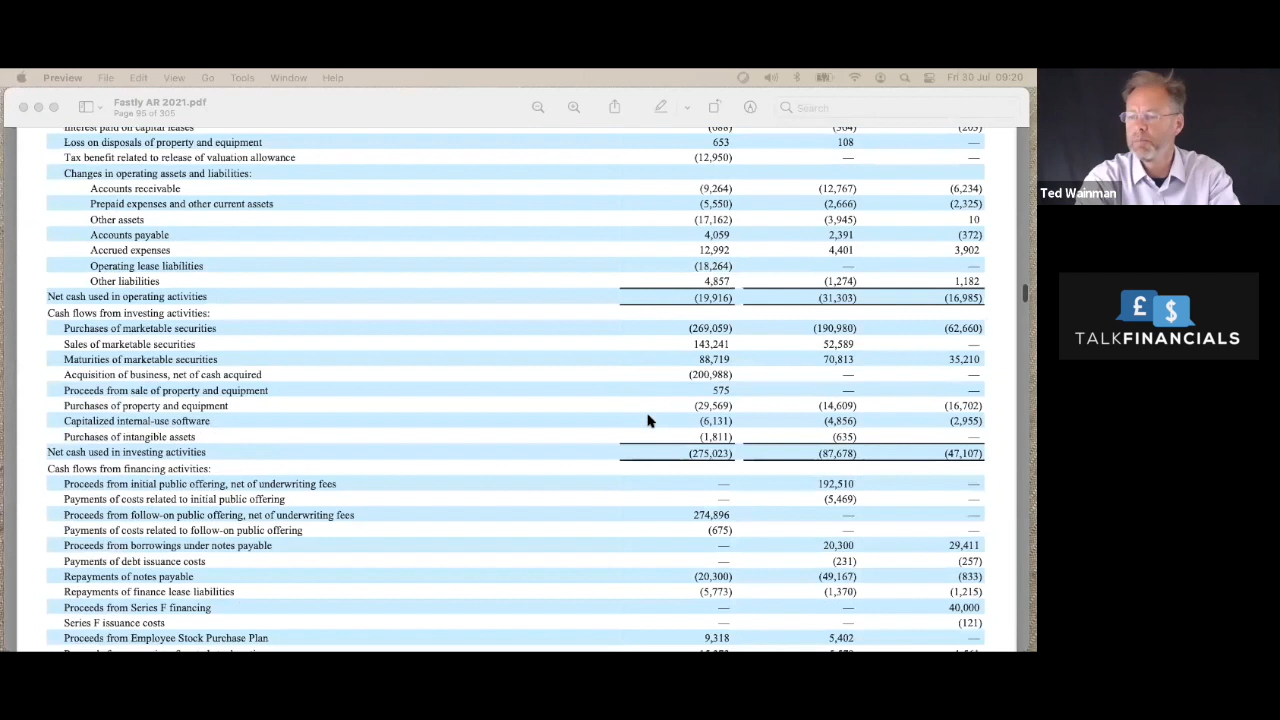 Preview File Edit View Go Tools Window Help Fri 30 Jul 09:20
Fastly AR 2021.pdf
Page 95 of 305
Search
Interest paid on capital leases (688) (364) (203)
Loss on disposals of property and equipment 653 108 —
Tax benefit related to release of valuation allowance (12,950) — —
Changes in operating assets and liabilities:
Accounts receivable (9,264) (12,767) (6,234)
Prepaid expenses and other current assets (5,550) (2,666) (2,325)
Other assets (17,162) (3,945) 10
Accounts payable 4,059 2,391 (372)
Accrued expenses 12,992 4,401 3,902
Operating lease liabilities (18,264) — —
Other liabilities 4,857 (1,274) 1,182
Net cash used in operating activities (19,916) (31,303) (16,985)
Cash flows from investing activities:
Purchases of marketable securities (269,059) (190,980) (62,660)
Sales of marketable securities 143,241 52,589 —
Maturities of marketable securities 88,719 70,813 35,210
Acquisition of business, net of cash acquired (200,988) — —
Proceeds from sale of property and equipment 575 — —
Purchases of property and equipment (29,569) (14,609) (16,702)
Capitalized internal-use software (6,131) (4,856) (2,955)
Purchases of intangible assets (1,811) (635) —
Net cash used in investing activities (275,023) (87,678) (47,107)
Cash flows from financing activities:
Proceeds from initial public offering, net of underwriting fees — 192,510 —
Payments of costs related to initial public offering — (5,469) —
Proceeds from follow-on public offering, net of underwriting fees 274,896 — —
Payments of costs related to follow-on public offering (675) — —
Proceeds from borrowings under notes payable — 20,300 29,411
Payments of debt issuance costs — (231) (257)
Repayments of notes payable (20,300) (49,167) (833)
Repayments of finance lease liabilities (5,773) (1,370) (1,215)
Proceeds from Series F financing — — 40,000
Series F issuance costs — — (121)
Proceeds from Employee Stock Purchase Plan 9,318 5,402 —
Ted Wainman
£ $
TALKFINANCIALS